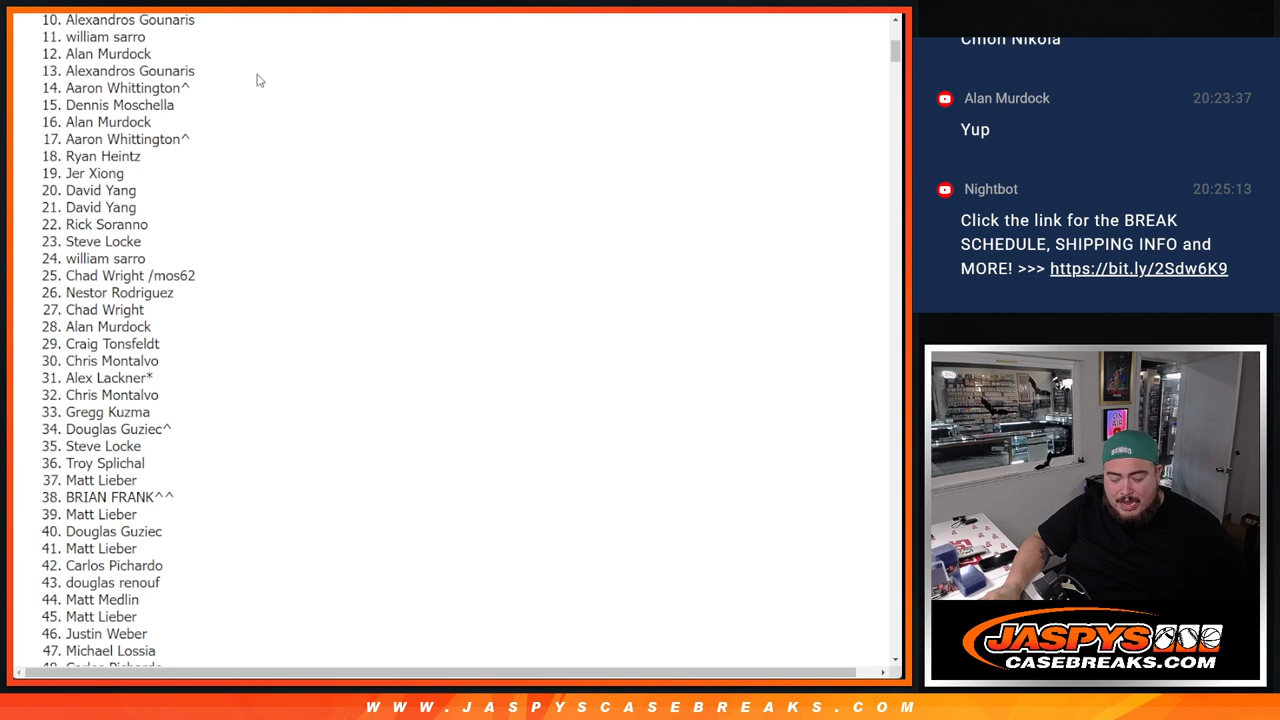 10. Alexandros Gounaris
11. william sarro
12. Alan Murdock
13. Alexandros Gounaris
14. Aaron Whittington^
15. Dennis Moschella
16. Alan Murdock
17. Aaron Whittington^
18. Ryan Heintz
19. Jer Xiong
20. David Yang
21. David Yang
22. Rick Soranno
23. Steve Locke
24. william sarro
25. Chad Wright /mos62
26. Nestor Rodriguez
27. Chad Wright
28. Alan Murdock
29. Craig Tonsfeldt
30. Chris Montalvo
31. Alex Lackner*
32. Chris Montalvo
33. Gregg Kuzma
34. Douglas Guziec^
35. Steve Locke
36. Troy Splichal
37. Matt Lieber
38. BRIAN FRANK^^
39. Matt Lieber
40. Douglas Guziec
41. Matt Lieber
42. Carlos Pichardo
43. douglas renouf
44. Matt Medlin
45. Matt Lieber
46. Justin Weber
47. Michael Lossia
48. Carlos Pichardo
Cmon Nikola
Alan Murdock 20:23:37
Yup
Nightbot 20:25:13
Click the link for the BREAK
SCHEDULE, SHIPPING INFO and
MORE! >>> https://bit.ly/2Sdw6K9
ON
AIR
JASPYS
CASEBREAKS.COM
WWW.JASPYSCASEBREAKS.COM